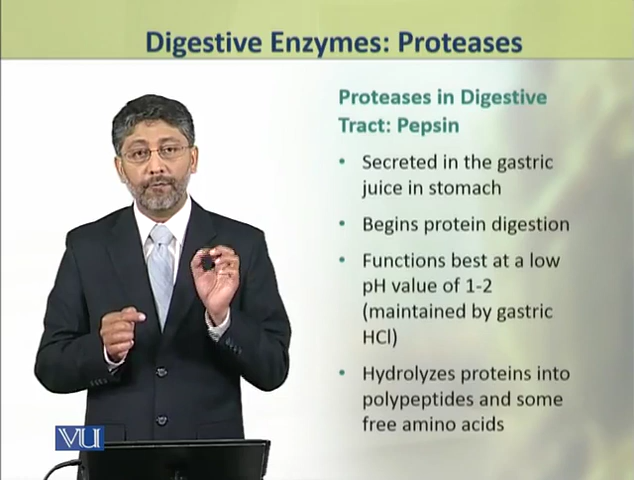 Digestive Enzymes: Proteases
Proteases in Digestive
Tract: Pepsin
• Secreted in the gastric
juice in stomach
• Begins protein digestion
• Functions best at a low
pH value of 1-2
(maintained by gastric
HCl)
• Hydrolyzes proteins into
polypeptides and some
free amino acids
VU